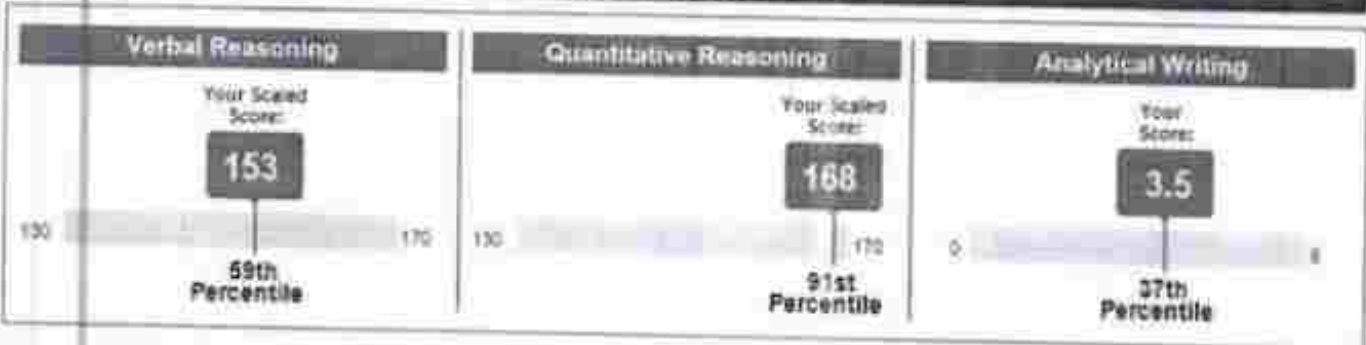 Verbal Reasoning
Your Scaled
Score:
153
130
170
59th
Percentile
Quantitative Reasoning
Your Scaled
Score:
168
130
170
91st
Percentile
Analytical Writing
Your
Score:
3.5
0
6
37th
Percentile